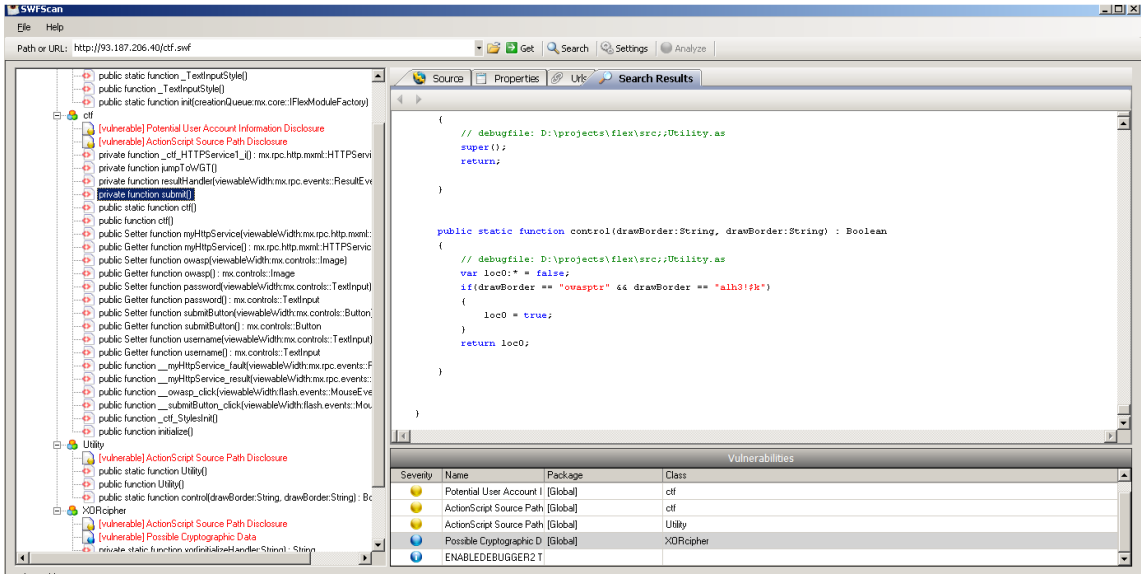 SWFScan
File Help
Path or URL: http://93.187.206.40/ctf.swf Get Search Settings Analyze
public static function _TextInputStyle()
public function _TextInputStyle()
public static function init(creationQueue:mx.core::IFlexModuleFactory)
ctf
[vulnerable] Potential User Account Information Disclosure
[vulnerable] ActionScript Source Path Disclosure
private function _ctf_HTTPService1_i() : mx.rpc.http.mxml::HTTPServi
private function jumpToWGT()
private function resultHandler(viewableWidth:mx.rpc.events::ResultEve
private function submit()
public static function ctf()
public function ctf()
public Setter function myHttpService(viewableWidth:mx.rpc.http.mxml::
public Getter function myHttpService() : mx.rpc.http.mxml::HTTPServic
public Setter function owasp(viewableWidth:mx.controls::Image)
public Getter function owasp() : mx.controls::Image
public Setter function password(viewableWidth:mx.controls::TextInput)
public Getter function password() : mx.controls::TextInput
public Setter function submitButton(viewableWidth:mx.controls::Button)
public Getter function submitButton() : mx.controls::Button
public Setter function username(viewableWidth:mx.controls::TextInput)
public Getter function username() : mx.controls::TextInput
public function __myHttpService_fault(viewableWidth:mx.rpc.events::F
public function __myHttpService_result(viewableWidth:mx.rpc.events::
public function __owasp_click(viewableWidth:flash.events::MouseEve
public function __submitButton_click(viewableWidth:flash.events::Mou
public function _ctf_StylesInit()
public function initialize()
Utility
[vulnerable] ActionScript Source Path Disclosure
public static function Utility()
public function Utility()
public static function control(drawBorder:String, drawBorder:String) : Bo
XORcipher
[vulnerable] ActionScript Source Path Disclosure
[vulnerable] Possible Cryptographic Data
private static function xor(initializeHandler:String) : String
Source Properties Urls Search Results
{
// debugfile: D:\projects\flex\src;;Utility.as
super();
return;
}
public static function control(drawBorder:String, drawBorder:String) : Boolean
{
// debugfile: D:\projects\flex\src;;Utility.as
var loc0:* = false;
if(drawBorder == "owasptr" && drawBorder == "alh3!$k")
{
loc0 = true;
}
return loc0;
}
}
Vulnerabilities
Severity Name Package Class
Potential User Account I [Global] ctf
ActionScript Source Path [Global] ctf
ActionScript Source Path [Global] Utility
Possible Cryptographic D [Global] XORcipher
ENABLEDEBUGGER2 T